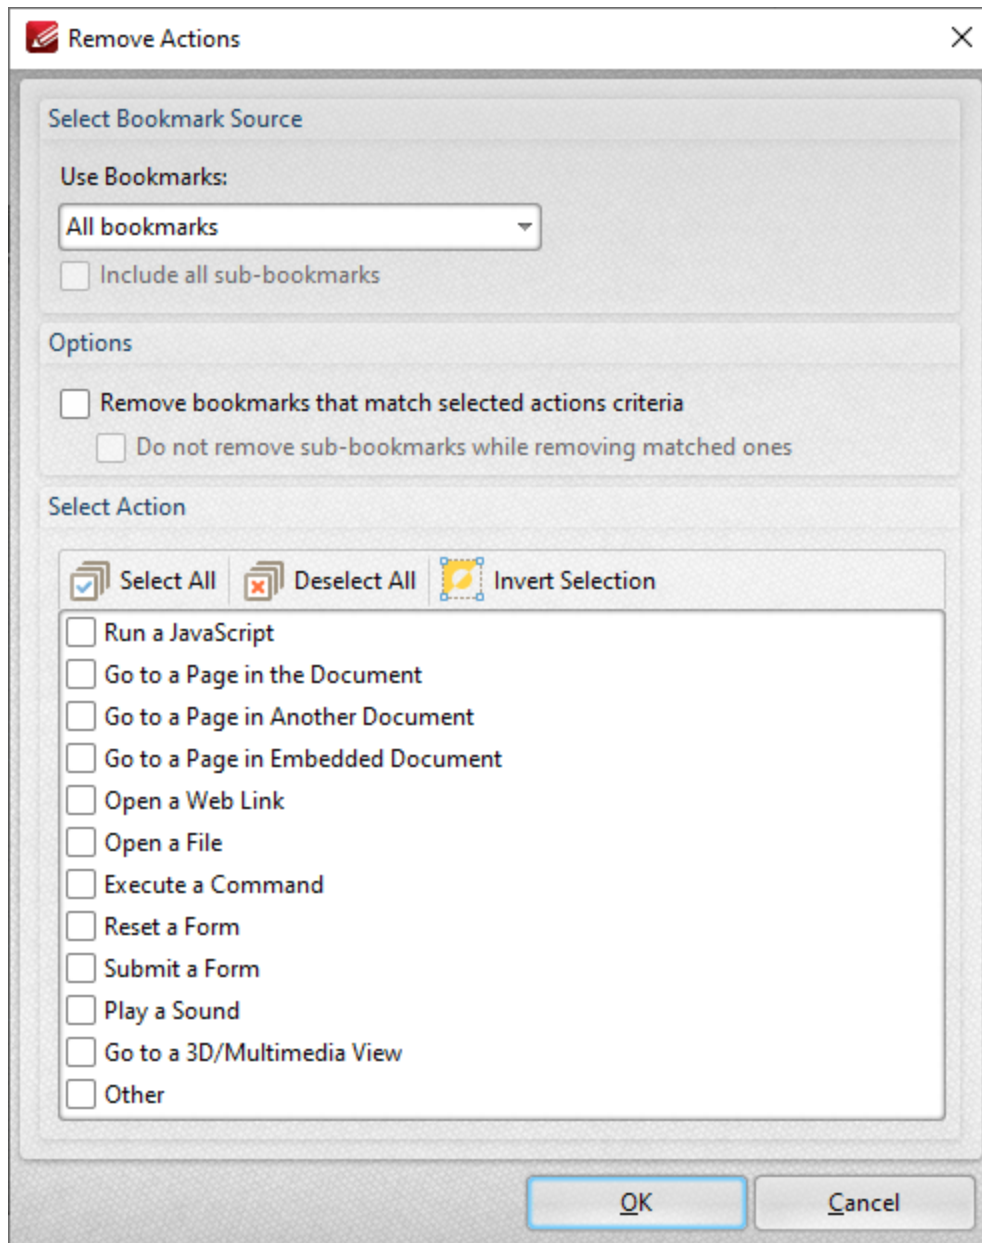 Remove Actions
Select Bookmark Source
Use Bookmarks:
All bookmarks
Include all sub-bookmarks
Options
Remove bookmarks that match selected actions criteria
Do not remove sub-bookmarks while removing matched ones
Select Action
Select All Deselect All Invert Selection
Run a JavaScript
Go to a Page in the Document
Go to a Page in Another Document
Go to a Page in Embedded Document
Open a Web Link
Open a File
Execute a Command
Reset a Form
Submit a Form
Play a Sound
Go to a 3D/Multimedia View
Other
OK Cancel